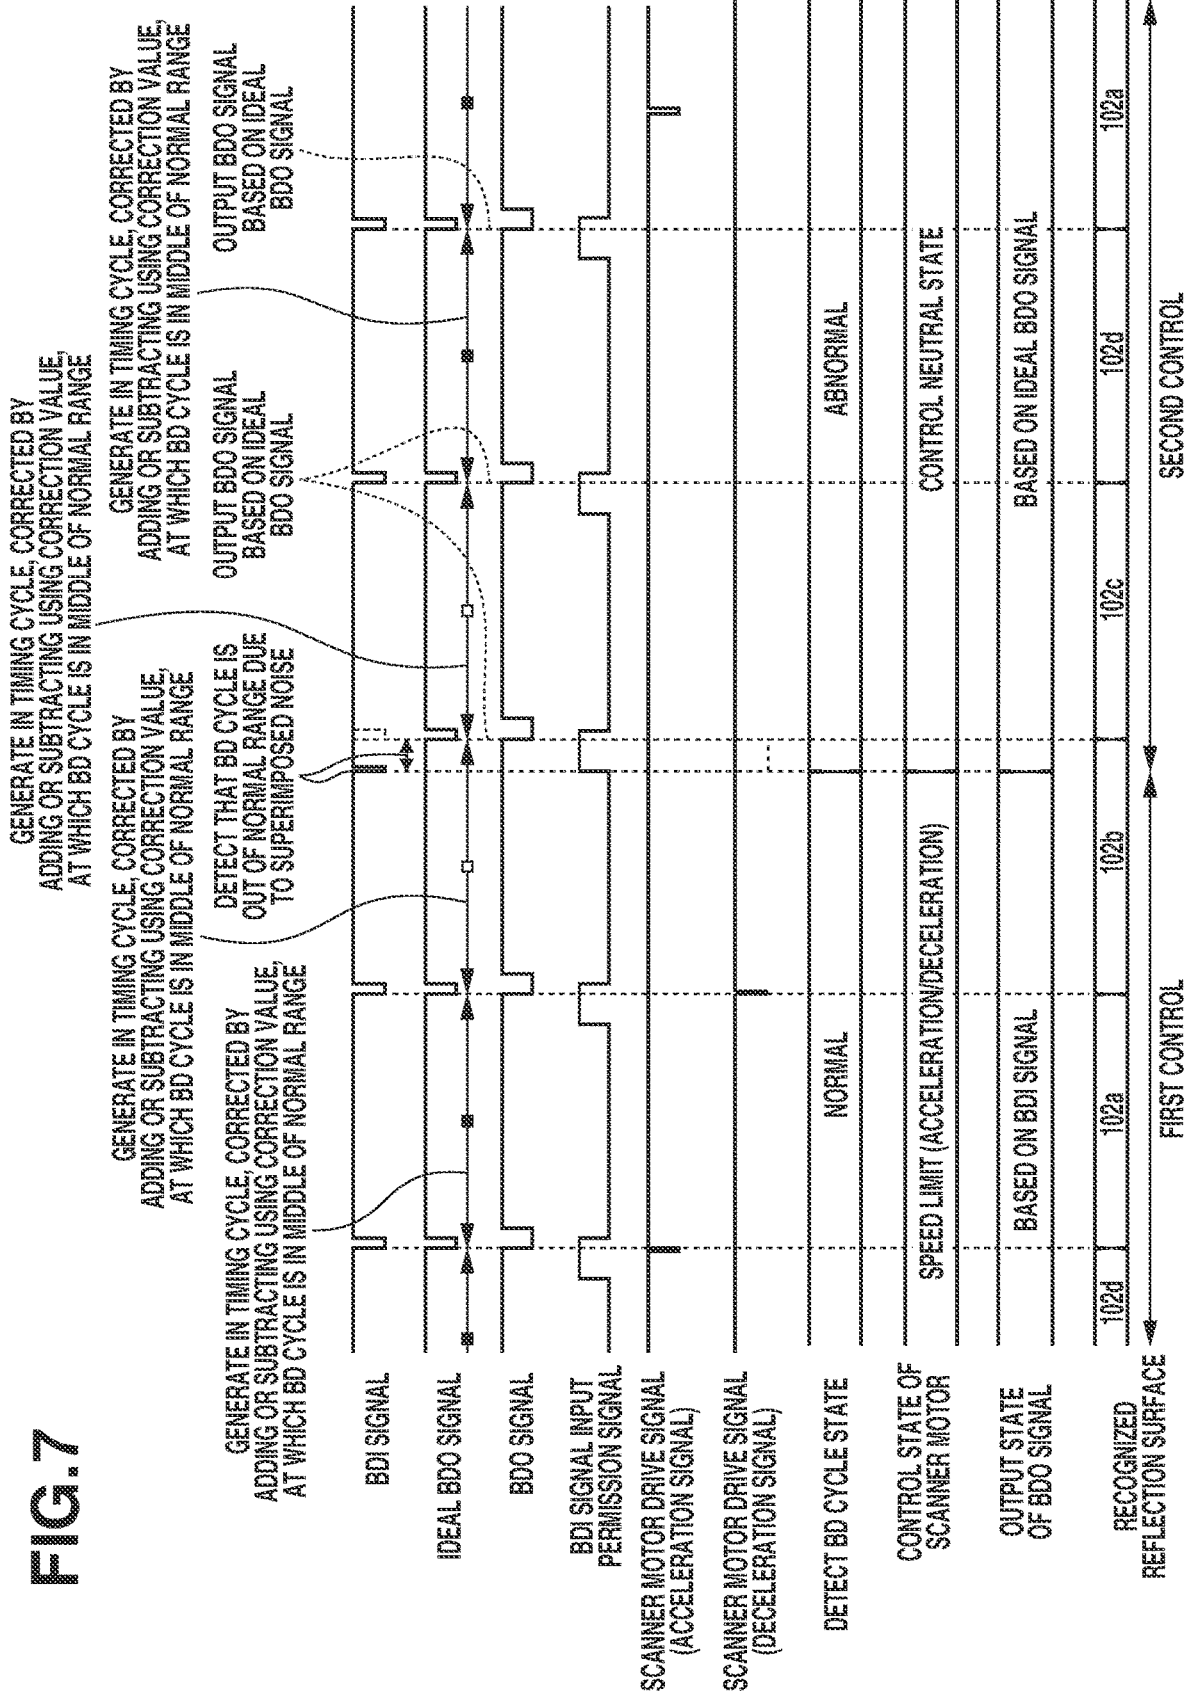 FIG.7
GENERATE IN TIMING CYCLE, CORRECTED BY
ADDING OR SUBTRACTING USING CORRECTION VALUE,
AT WHICH BD CYCLE IS IN MIDDLE OF NORMAL RANGE
GENERATE IN TIMING CYCLE, CORRECTED BY
ADDING OR SUBTRACTING USING CORRECTION VALUE,
AT WHICH BD CYCLE IS IN MIDDLE OF NORMAL RANGE
GENERATE IN TIMING CYCLE, CORRECTED BY
ADDING OR SUBTRACTING USING CORRECTION VALUE,
AT WHICH BD CYCLE IS IN MIDDLE OF NORMAL RANGE
GENERATE IN TIMING CYCLE, CORRECTED BY
ADDING OR SUBTRACTING USING CORRECTION VALUE,
AT WHICH BD CYCLE IS IN MIDDLE OF NORMAL RANGE
DETECT THAT BD CYCLE IS
OUT OF NORMAL RANGE DUE
TO SUPERIMPOSED NOISE
OUTPUT BDO SIGNAL
BASED ON IDEAL
BDO SIGNAL
OUTPUT BDO SIGNAL
BASED ON IDEAL
BDO SIGNAL
BDI SIGNAL
IDEAL BDO SIGNAL
BDO SIGNAL
BDI SIGNAL INPUT
PERMISSION SIGNAL
SCANNER MOTOR DRIVE SIGNAL
(ACCELERATION SIGNAL)
SCANNER MOTOR DRIVE SIGNAL
(DECELERATION SIGNAL)
DETECT BD CYCLE STATE
NORMAL
ABNORMAL
CONTROL STATE OF
SCANNER MOTOR
SPEED LIMIT (ACCELERATION/DECELERATION)
CONTROL NEUTRAL STATE
OUTPUT STATE
OF BDO SIGNAL
BASED ON BDI SIGNAL
BASED ON IDEAL BDO SIGNAL
RECOGNIZED
REFLECTION SURFACE
102d
102a
102b
102c
102d
102a
FIRST CONTROL
SECOND CONTROL